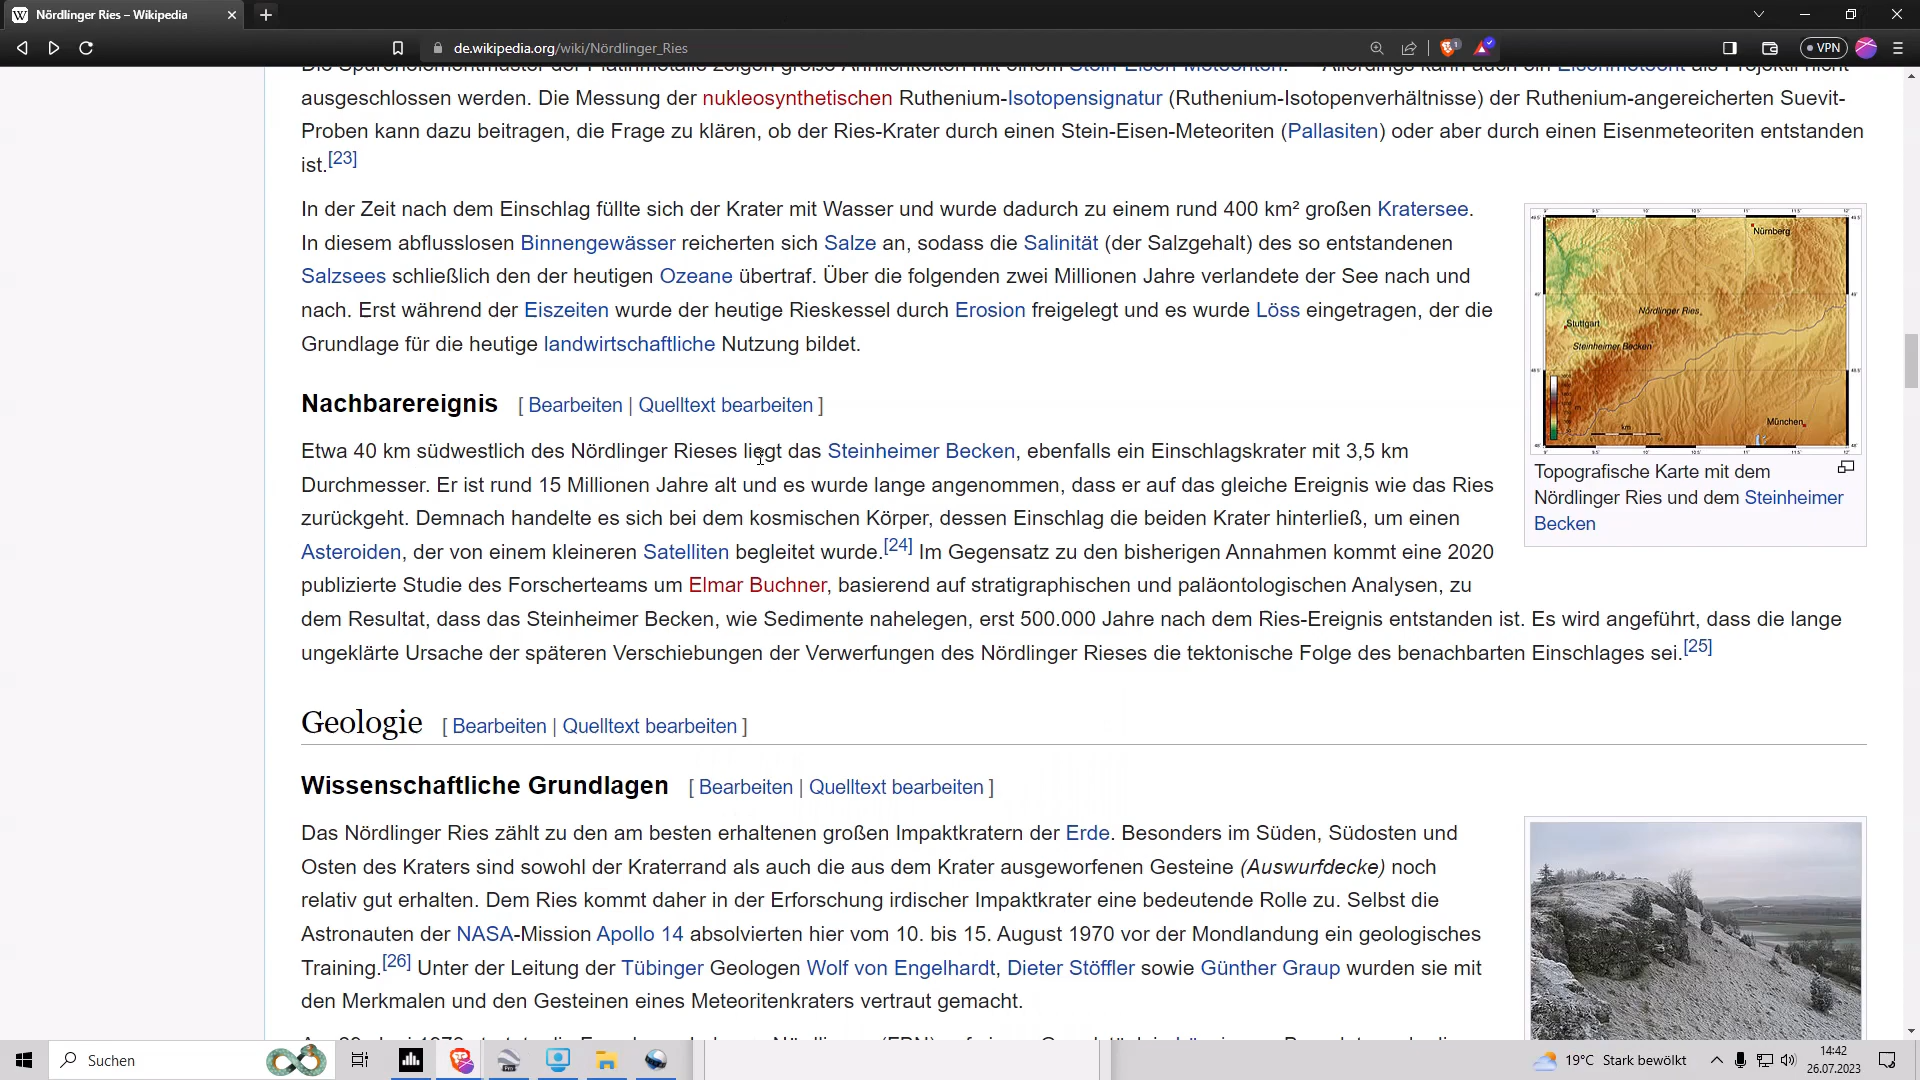 Nördlinger Ries – Wikipedia
de.wikipedia.org/wiki/Nördlinger_Ries
VPN
Die Spurenelementmuster der Platinmetalle zeigen große Ähnlichkeiten mit einem Stein-Eisen-Meteoriten. Allerdings kann auch ein Eisenmeteorit als Projektil nicht
ausgeschlossen werden. Die Messung der nukleosynthetischen Ruthenium-Isotopensignatur (Ruthenium-Isotopenverhältnisse) der Ruthenium-angereicherten Suevit-
Proben kann dazu beitragen, die Frage zu klären, ob der Ries-Krater durch einen Stein-Eisen-Meteoriten (Pallasiten) oder aber durch einen Eisenmeteoriten entstanden
ist.[23]
In der Zeit nach dem Einschlag füllte sich der Krater mit Wasser und wurde dadurch zu einem rund 400 km² großen Kratersee.
In diesem abflusslosen Binnengewässer reicherten sich Salze an, sodass die Salinität (der Salzgehalt) des so entstandenen
Salzsees schließlich den der heutigen Ozeane übertraf. Über die folgenden zwei Millionen Jahre verlandete der See nach und
nach. Erst während der Eiszeiten wurde der heutige Rieskessel durch Erosion freigelegt und es wurde Löss eingetragen, der die
Grundlage für die heutige landwirtschaftliche Nutzung bildet.
Nürnberg
Nördlinger Ries
Stuttgart
Steinheimer Becken
München
km
Topografische Karte mit dem
Nördlinger Ries und dem Steinheimer
Becken
Nachbarereignis [ Bearbeiten | Quelltext bearbeiten ]
Etwa 40 km südwestlich des Nördlinger Rieses liegt das Steinheimer Becken, ebenfalls ein Einschlagskrater mit 3,5 km
Durchmesser. Er ist rund 15 Millionen Jahre alt und es wurde lange angenommen, dass er auf das gleiche Ereignis wie das Ries
zurückgeht. Demnach handelte es sich bei dem kosmischen Körper, dessen Einschlag die beiden Krater hinterließ, um einen
Asteroiden, der von einem kleineren Satelliten begleitet wurde.[24] Im Gegensatz zu den bisherigen Annahmen kommt eine 2020
publizierte Studie des Forscherteams um Elmar Buchner, basierend auf stratigraphischen und paläontologischen Analysen, zu
dem Resultat, dass das Steinheimer Becken, wie Sedimente nahelegen, erst 500.000 Jahre nach dem Ries-Ereignis entstanden ist. Es wird angeführt, dass die lange
ungeklärte Ursache der späteren Verschiebungen der Verwerfungen des Nördlinger Rieses die tektonische Folge des benachbarten Einschlages sei.[25]
Geologie [ Bearbeiten | Quelltext bearbeiten ]
Wissenschaftliche Grundlagen [ Bearbeiten | Quelltext bearbeiten ]
Das Nördlinger Ries zählt zu den am besten erhaltenen großen Impaktkratern der Erde. Besonders im Süden, Südosten und
Osten des Kraters sind sowohl der Kraterrand als auch die aus dem Krater ausgeworfenen Gesteine (Auswurfdecke) noch
relativ gut erhalten. Dem Ries kommt daher in der Erforschung irdischer Impaktkrater eine bedeutende Rolle zu. Selbst die
Astronauten der NASA-Mission Apollo 14 absolvierten hier vom 10. bis 15. August 1970 vor der Mondlandung ein geologisches
Training.[26] Unter der Leitung der Tübinger Geologen Wolf von Engelhardt, Dieter Stöffler sowie Günther Graup wurden sie mit
den Merkmalen und den Gesteinen eines Meteoritenkraters vertraut gemacht.
Suchen
19°C Stark bewölkt
14:42
26.07.2023